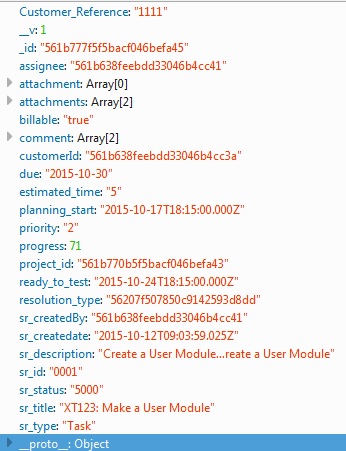 Customer_Reference: "1111"
__v: 1
_id: "561b777f5f5bacf046befa45"
assignee: "561b638feebdd33046b4cc41"
attachment: Array[0]
attachments: Array[2]
billable: "true"
comment: Array[2]
customerId: "561b638feebdd33046b4cc3a"
due: "2015-10-30"
estimated_time: "5"
planning_start: "2015-10-17T18:15:00.000Z"
priority: "2"
progress: 71
project_id: "561b770b5f5bacf046befa43"
ready_to_test: "2015-10-24T18:15:00.000Z"
resolution_type: "56207f507850c9142593d8dd"
sr_createdBy: "561b638feebdd33046b4cc41"
sr_createdate: "2015-10-12T09:03:59.025Z"
sr_description: "Create a User Module...reate a User Module"
sr_id: "0001"
sr_status: "5000"
sr_title: "XT123: Make a User Module"
sr_type: "Task"
__proto__: Object